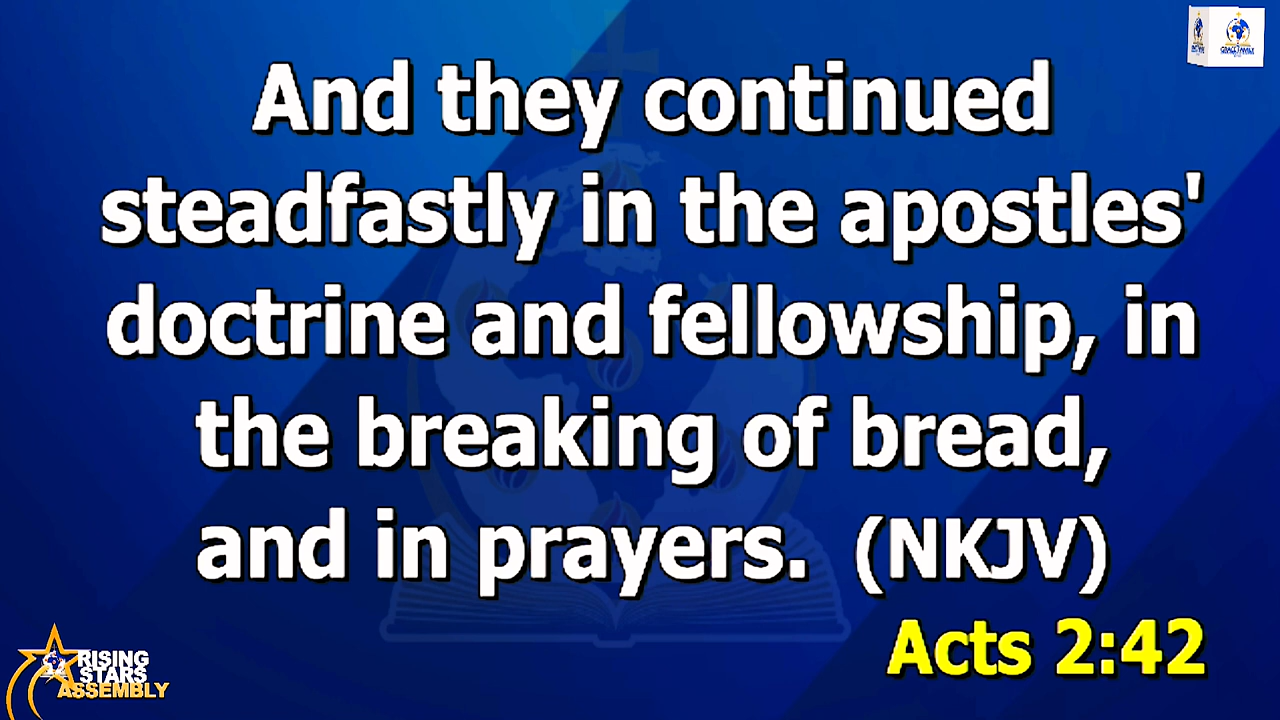 And they continued
steadfastly in the apostles'
doctrine and fellowship, in
the breaking of bread,
and in prayers. (NKJV)
Acts 2:42
RISING
STARS
ASSEMBLY